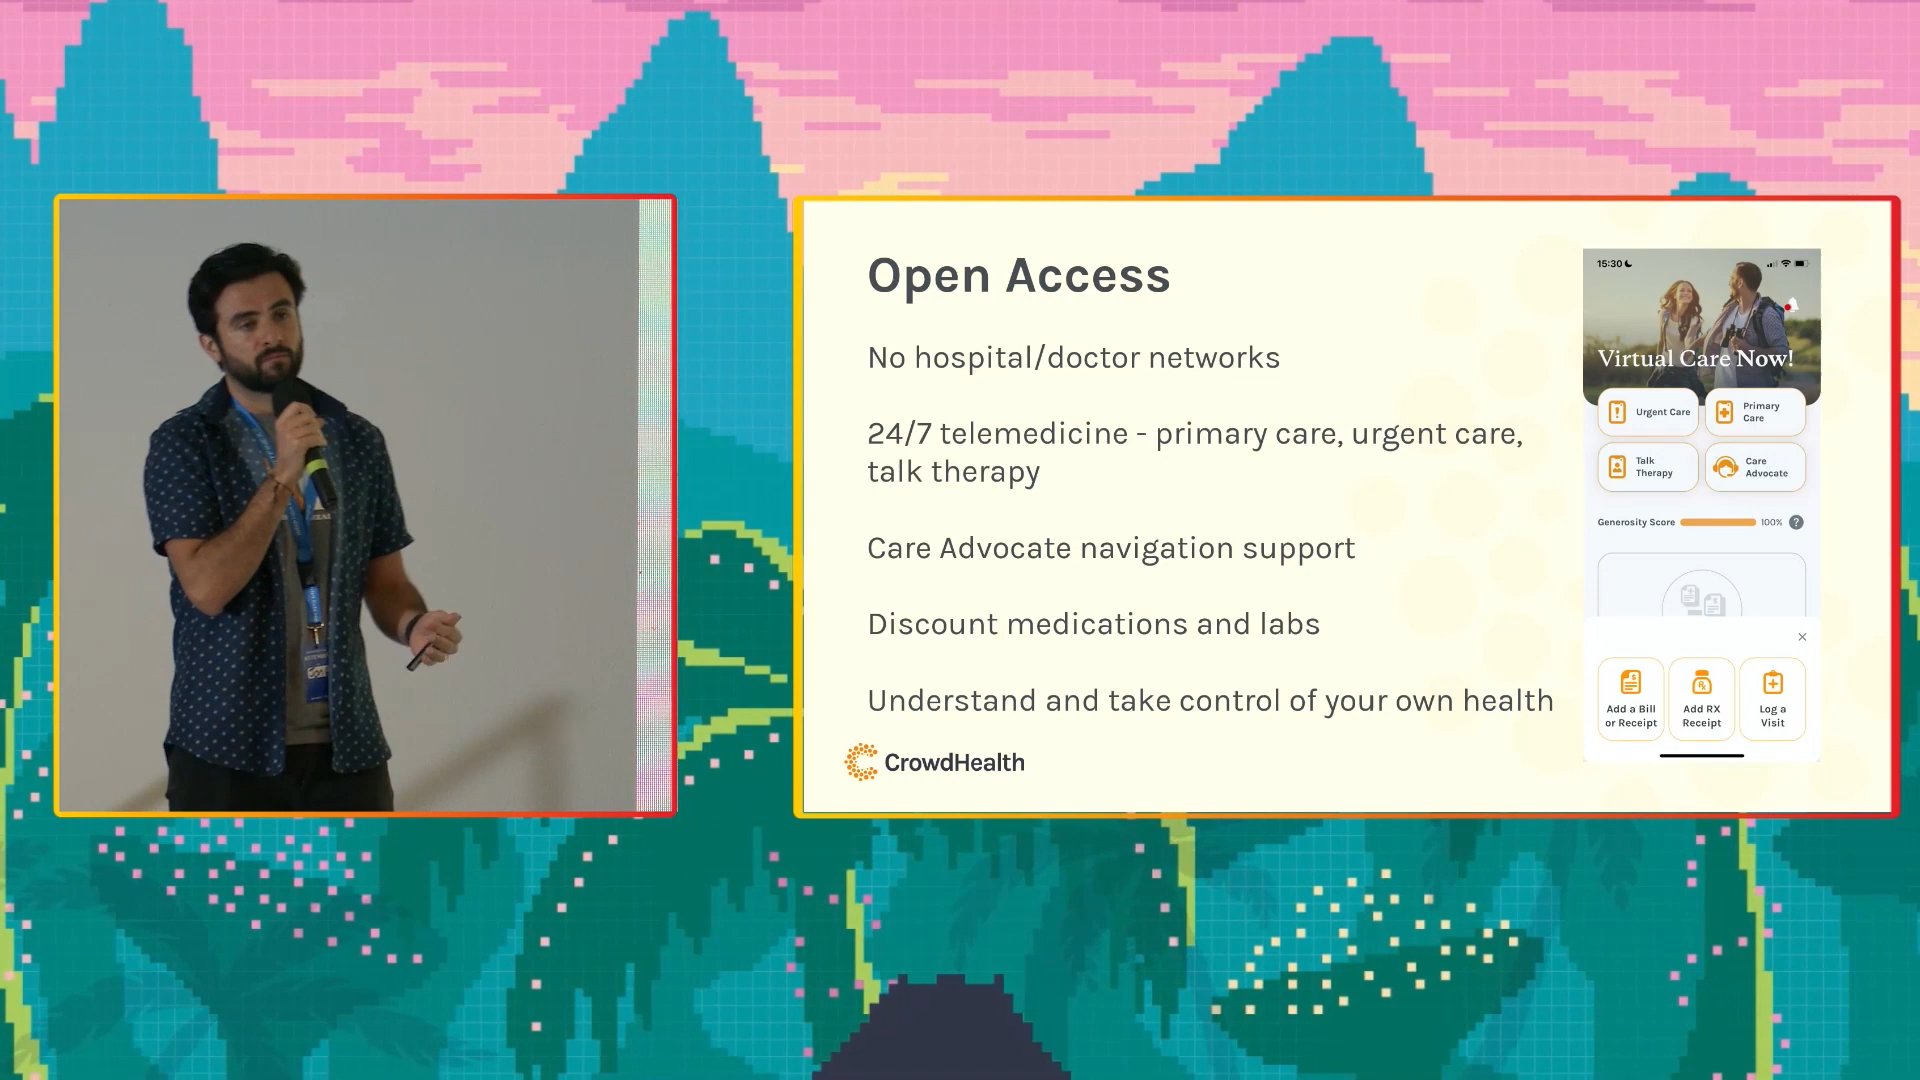 Open Access
No hospital/doctor networks
24/7 telemedicine - primary care, urgent care,
talk therapy
Care Advocate navigation support
Discount medications and labs
Understand and take control of your own health
CrowdHealth
15:30
Virtual Care Now!
Urgent Care
Primary
Care
Talk
Therapy
Care
Advocate
Generosity Score 100% ?
Add a Bill
or Receipt
Add RX
Receipt
Log a
Visit